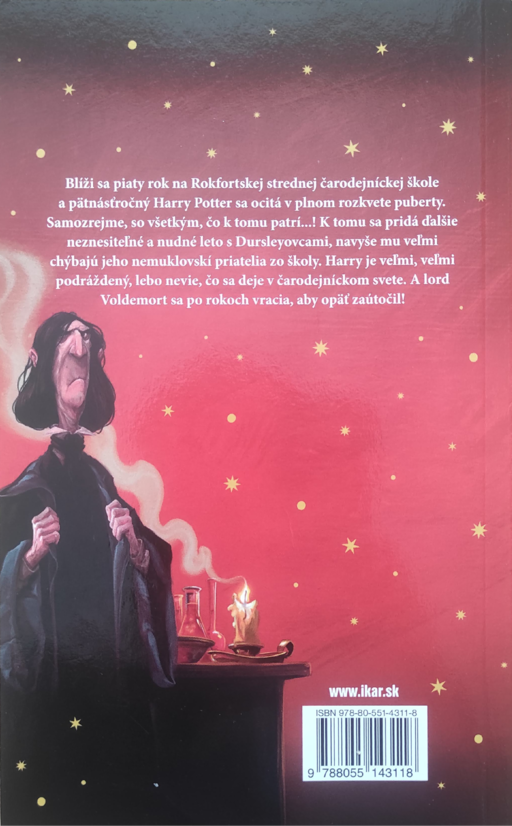 Blíži sa piaty rok na Rokfortskej strednej čarodejníckej škole
a pätnásťročný Harry Potter sa ocitá v plnom rozkvete puberty.
Samozrejme, so všetkým, čo k tomu patrí...! K tomu sa pridá ďalšie
neznesiteľné a nudné leto s Dursleyovcami, navyše mu veľmi
chýbajú jeho nemuklovskí priatelia zo školy. Harry je veľmi, veľmi
podráždený, lebo nevie, čo sa deje v čarodejníckom svete. A lord
Voldemort sa po rokoch vracia, aby opäť zaútočil!
www.ikar.sk
ISBN 978-80-551-4311-8
9 788055 143118